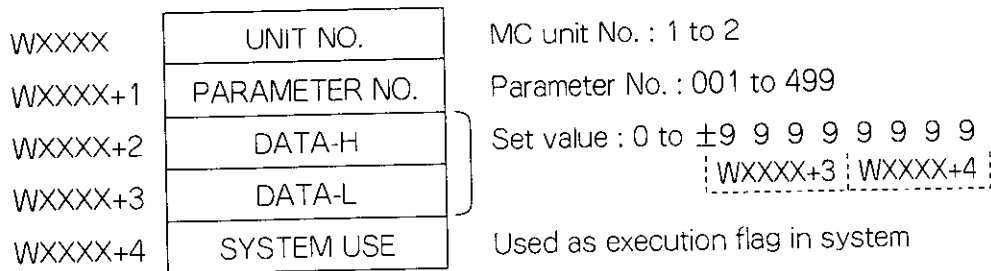 WXXXX UNIT NO. MC unit No. : 1 to 2
WXXXX+1 PARAMETER NO. Parameter No. : 001 to 499
WXXXX+2 DATA-H Set value : 0 to ±9 9 9 9 9 9 9 9
WXXXX+3 WXXXX+4
WXXXX+3 DATA-L
WXXXX+4 SYSTEM USE Used as execution flag in system